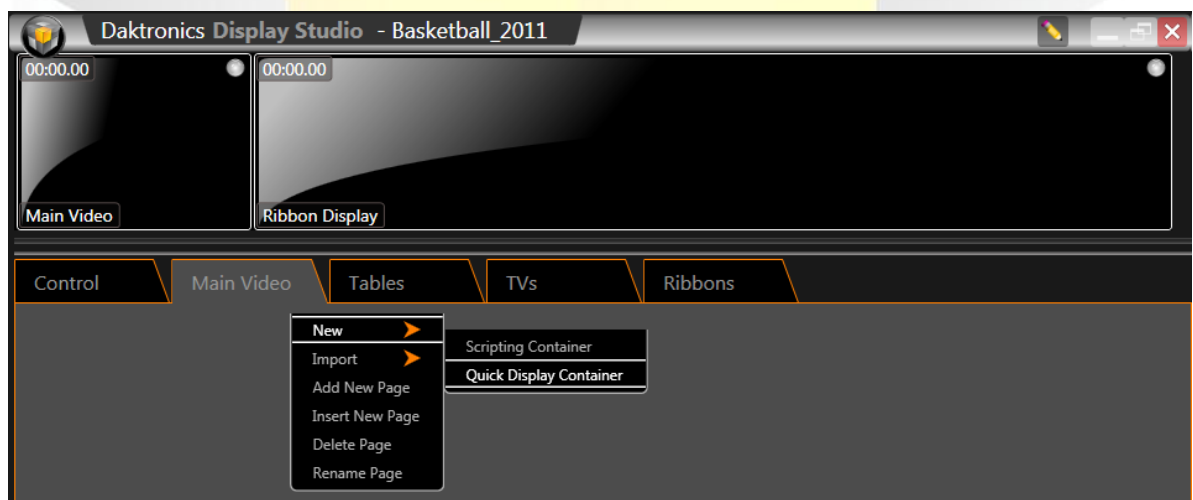 Daktronics Display Studio - Basketball_2011
00:00.00
00:00.00
Main Video
Ribbon Display
Control
Main Video
Tables
TVs
Ribbons
New
Import
Add New Page
Insert New Page
Delete Page
Rename Page
Scripting Container
Quick Display Container